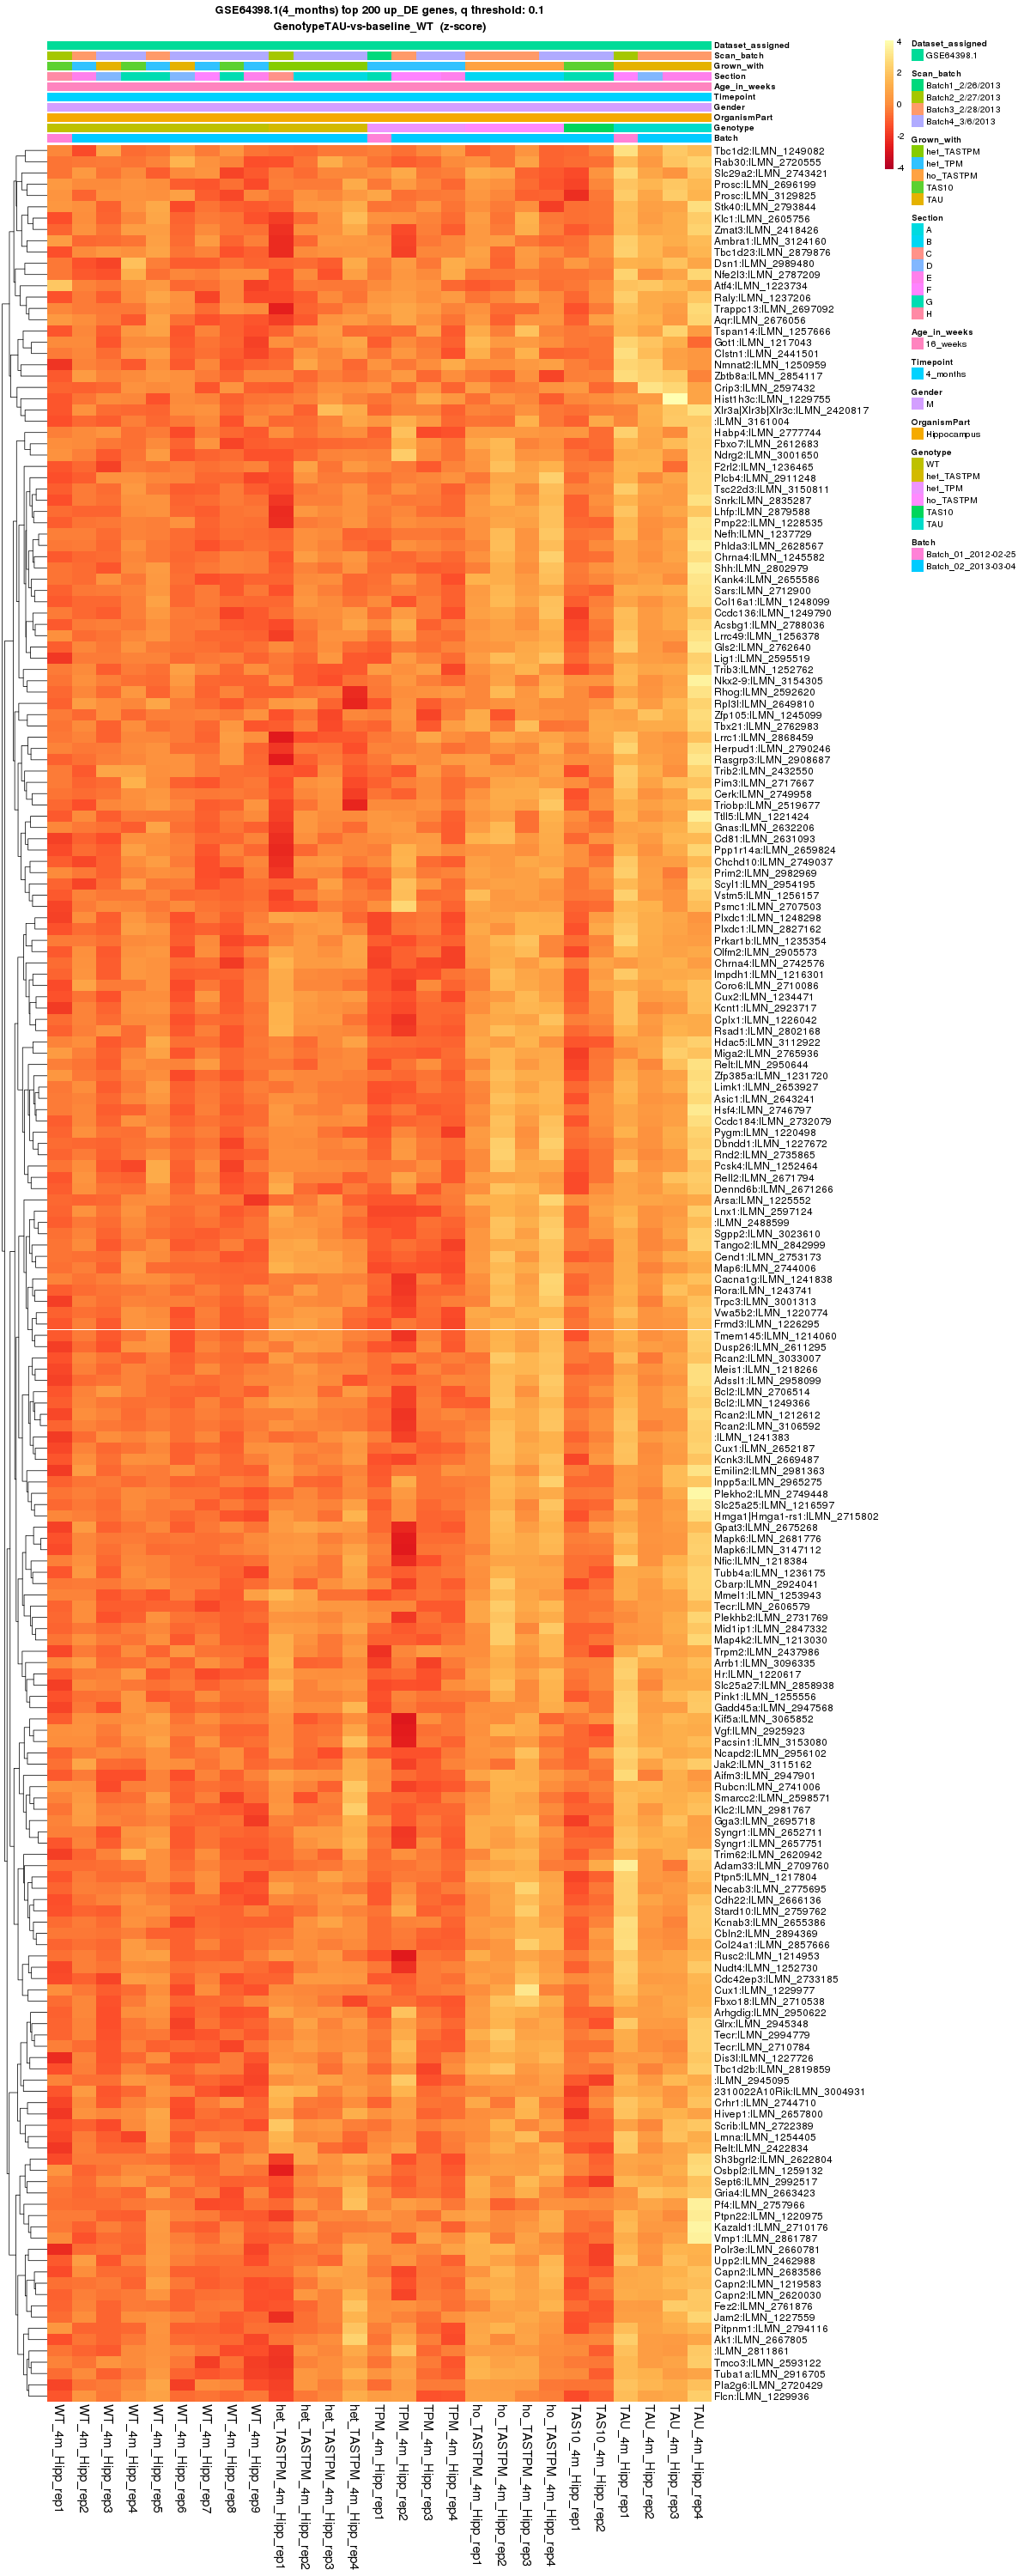 GSE64398.1(4_months) top 200 up_DE genes, q threshold: 0.1
GenotypeTAU-vs-baseline_WT (z-score)
Dataset_assigned
Scan_batch
Grown_with
Section
Age_in_weeks
Timepoint
Gender
OrganismPart
Genotype
Batch
4
2
0
-2
-4
Dataset_assigned
GSE64398.1
Scan_batch
Batch1_2/26/2013
Batch2_2/27/2013
Batch3_2/28/2013
Batch4_3/6/2013
Grown_with
het_TASTPM
het_TPM
ho_TASTPM
TAS10
TAU
Section
A
B
C
D
E
F
G
H
Age_in_weeks
16_weeks
Timepoint
4_months
Gender
M
OrganismPart
Hippocampus
Genotype
WT
het_TASTPM
het_TPM
ho_TASTPM
TAS10
TAU
Batch
Batch_01_2012-02-25
Batch_02_2013-03-04
Tbc1d2:ILMN_1249082
Rab30:ILMN_2720555
Slc29a2:ILMN_2743421
Prosc:ILMN_2696199
Prosc:ILMN_3129825
Stk40:ILMN_2793844
Klc1:ILMN_2605756
Zmat3:ILMN_2418426
Ambra1:ILMN_3124160
Tbc1d23:ILMN_2879876
Dsn1:ILMN_2989480
Nfe2l3:ILMN_2787209
Atf4:ILMN_1223734
Raly:ILMN_1237206
Trappc13:ILMN_2697092
Aqr:ILMN_2676056
Tspan14:ILMN_1257666
Got1:ILMN_1217043
Clstn1:ILMN_2441501
Nmnat2:ILMN_1250959
Zbtb8a:ILMN_2854117
Crip3:ILMN_2597432
Hist1h3c:ILMN_1229755
Xlr3a|Xlr3b|Xlr3c:ILMN_2420817
:ILMN_3161004
Habp4:ILMN_2777744
Fbxo7:ILMN_2612683
Ndrg2:ILMN_3001650
F2rl2:ILMN_1236465
Plcb4:ILMN_2911248
Tsc22d3:ILMN_3150811
Snrk:ILMN_2835287
Lhfp:ILMN_2879588
Pmp22:ILMN_1228535
Nefh:ILMN_1237729
Phlda3:ILMN_2628567
Chrna4:ILMN_1245582
Shh:ILMN_2802979
Kank4:ILMN_2655586
Sars:ILMN_2712900
Col16a1:ILMN_1248099
Ccdc136:ILMN_1249790
Acsbg1:ILMN_2788036
Lrrc49:ILMN_1256378
Gls2:ILMN_2762640
Lig1:ILMN_2595519
Trib3:ILMN_1252762
Nkx2-9:ILMN_3154305
Rhog:ILMN_2592620
Rpl3l:ILMN_2649810
Zfp105:ILMN_1245099
Tbx21:ILMN_2762983
Lrrc1:ILMN_2868459
Herpud1:ILMN_2790246
Rasgrp3:ILMN_2908687
Trib2:ILMN_2432550
Pim3:ILMN_2717667
Cerk:ILMN_2749958
Triobp:ILMN_2519677
Ttll5:ILMN_1221424
Gnas:ILMN_2632206
Cd81:ILMN_2631093
Ppp1r14a:ILMN_2659824
Chchd10:ILMN_2749037
Prim2:ILMN_2982969
Scyl1:ILMN_2954195
Vstm5:ILMN_1256157
Psmc1:ILMN_2707503
Plxdc1:ILMN_1248298
Plxdc1:ILMN_2827162
Prkar1b:ILMN_1235354
Olfm2:ILMN_2905573
Chrna4:ILMN_2742576
Impdh1:ILMN_1216301
Coro6:ILMN_2710086
Cux2:ILMN_1234471
Kcnt1:ILMN_2923717
Cplx1:ILMN_1226042
Rsad1:ILMN_2802168
Hdac5:ILMN_3112922
Miga2:ILMN_2765936
Relt:ILMN_2950644
Zfp385a:ILMN_1231720
Limk1:ILMN_2653927
Asic1:ILMN_2643241
Hsf4:ILMN_2746797
Ccdc184:ILMN_2732079
Pygm:ILMN_1220498
Dbndd1:ILMN_1227672
Rnd2:ILMN_2735865
Pcsk4:ILMN_1252464
Rell2:ILMN_2671794
Dennd6b:ILMN_2671266
Arsa:ILMN_1225552
Lnx1:ILMN_2597124
:ILMN_2488599
Sgpp2:ILMN_3023610
Tango2:ILMN_2842999
Cend1:ILMN_2753173
Map6:ILMN_2744006
Cacna1g:ILMN_1241838
Rora:ILMN_1243741
Trpc3:ILMN_3001313
Vwa5b2:ILMN_1220774
Frmd3:ILMN_1226295
Tmem145:ILMN_1214060
Dusp26:ILMN_2611295
Rcan2:ILMN_3033007
Meis1:ILMN_1218266
Adssl1:ILMN_2958099
Bcl2:ILMN_2706514
Bcl2:ILMN_1249366
Rcan2:ILMN_1212612
Rcan2:ILMN_3106592
:ILMN_1241383
Cux1:ILMN_2652187
Kcnk3:ILMN_2669487
Emilin2:ILMN_2981363
Inpp5a:ILMN_2965275
Plekho2:ILMN_2749448
Slc25a25:ILMN_1216597
Hmga1|Hmga1-rs1:ILMN_2715802
Gpat3:ILMN_2675268
Mapk6:ILMN_2681776
Mapk6:ILMN_3147112
Nfic:ILMN_1218384
Tubb4a:ILMN_1236175
Cbarp:ILMN_2924041
Mmel1:ILMN_1253943
Tecr:ILMN_2606579
Plekhb2:ILMN_2731769
Mid1ip1:ILMN_2847332
Map4k2:ILMN_1213030
Trpm2:ILMN_2437986
Arrb1:ILMN_3096335
Hr:ILMN_1220617
Slc25a27:ILMN_2858938
Pink1:ILMN_1255556
Gadd45a:ILMN_2947568
Kif5a:ILMN_3065852
Vgf:ILMN_2925923
Pacsin1:ILMN_3153080
Ncapd2:ILMN_2956102
Jak2:ILMN_3115162
Aifm3:ILMN_2947901
Rubcn:ILMN_2741006
Smarcc2:ILMN_2598571
Klc2:ILMN_2981767
Gga3:ILMN_2695718
Syngr1:ILMN_2652711
Syngr1:ILMN_2657751
Trim62:ILMN_2620942
Adam33:ILMN_2709760
Ptpn5:ILMN_1217804
Necab3:ILMN_2775695
Cdh22:ILMN_2666136
Stard10:ILMN_2759762
Kcnab3:ILMN_2655386
Cbln2:ILMN_2894369
Col24a1:ILMN_2857666
Rusc2:ILMN_1214953
Nudt4:ILMN_1252730
Cdc42ep3:ILMN_2733185
Cux1:ILMN_1229977
Fbxo18:ILMN_2710538
Arhgdig:ILMN_2950622
Glrx:ILMN_2945348
Tecr:ILMN_2994779
Tecr:ILMN_2710784
Dis3l:ILMN_1227726
Tbc1d2b:ILMN_2819859
:ILMN_2945095
2310022A10Rik:ILMN_3004931
Crhr1:ILMN_2744710
Hivep1:ILMN_2657800
Scrib:ILMN_2722389
Lmna:ILMN_1254405
Relt:ILMN_2422834
Sh3bgrl2:ILMN_2622804
Osbpl2:ILMN_1259132
Sept6:ILMN_2992517
Gria4:ILMN_2663423
Pf4:ILMN_2757966
Ptpn22:ILMN_1220975
Kazald1:ILMN_2710176
Vmp1:ILMN_2861787
Polr3e:ILMN_2660781
Upp2:ILMN_2462988
Capn2:ILMN_2683586
Capn2:ILMN_1219583
Capn2:ILMN_2620030
Fez2:ILMN_2761876
Jam2:ILMN_1227559
Pitpnm1:ILMN_2794116
Ak1:ILMN_2667805
:ILMN_2811861
Tmco3:ILMN_2593122
Tuba1a:ILMN_2916705
Pla2g6:ILMN_2720429
Flcn:ILMN_1229936
WT_4m_Hipp_rep1
WT_4m_Hipp_rep2
WT_4m_Hipp_rep3
WT_4m_Hipp_rep4
WT_4m_Hipp_rep5
WT_4m_Hipp_rep6
WT_4m_Hipp_rep7
WT_4m_Hipp_rep8
WT_4m_Hipp_rep9
het_TASTPM_4m_Hipp_rep1
het_TASTPM_4m_Hipp_rep2
het_TASTPM_4m_Hipp_rep3
het_TASTPM_4m_Hipp_rep4
TPM_4m_Hipp_rep1
TPM_4m_Hipp_rep2
TPM_4m_Hipp_rep3
TPM_4m_Hipp_rep4
ho_TASTPM_4m_Hipp_rep1
ho_TASTPM_4m_Hipp_rep2
ho_TASTPM_4m_Hipp_rep3
ho_TASTPM_4m_Hipp_rep4
TAS10_4m_Hipp_rep1
TAS10_4m_Hipp_rep2
TAU_4m_Hipp_rep1
TAU_4m_Hipp_rep2
TAU_4m_Hipp_rep3
TAU_4m_Hipp_rep4